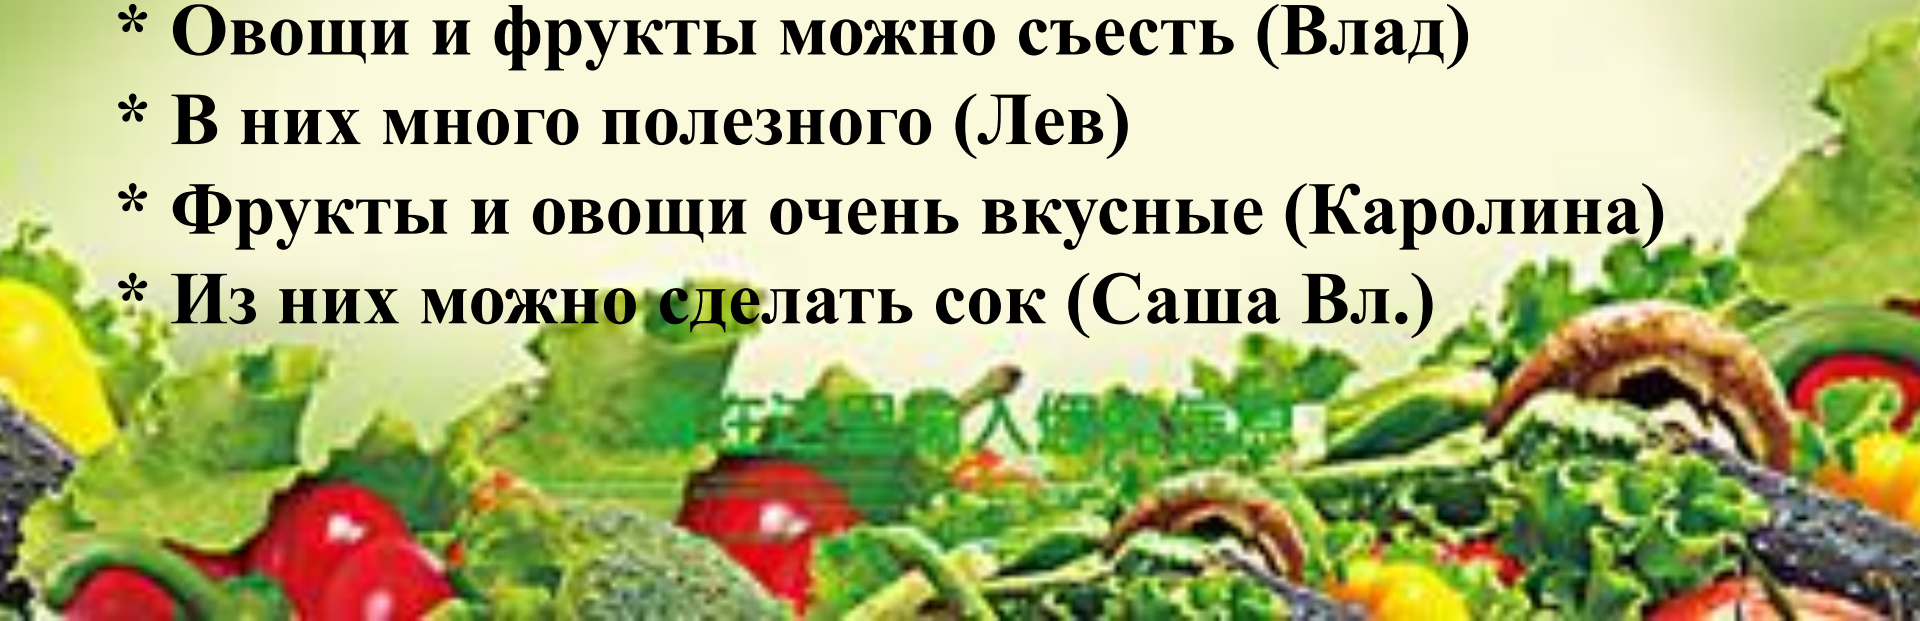 * Овощи и фрукты можно съесть (Влад)
* В них много полезного (Лев)
* Фрукты и овощи очень вкусные (Каролина)
* Из них можно сделать сок (Саша Вл.)